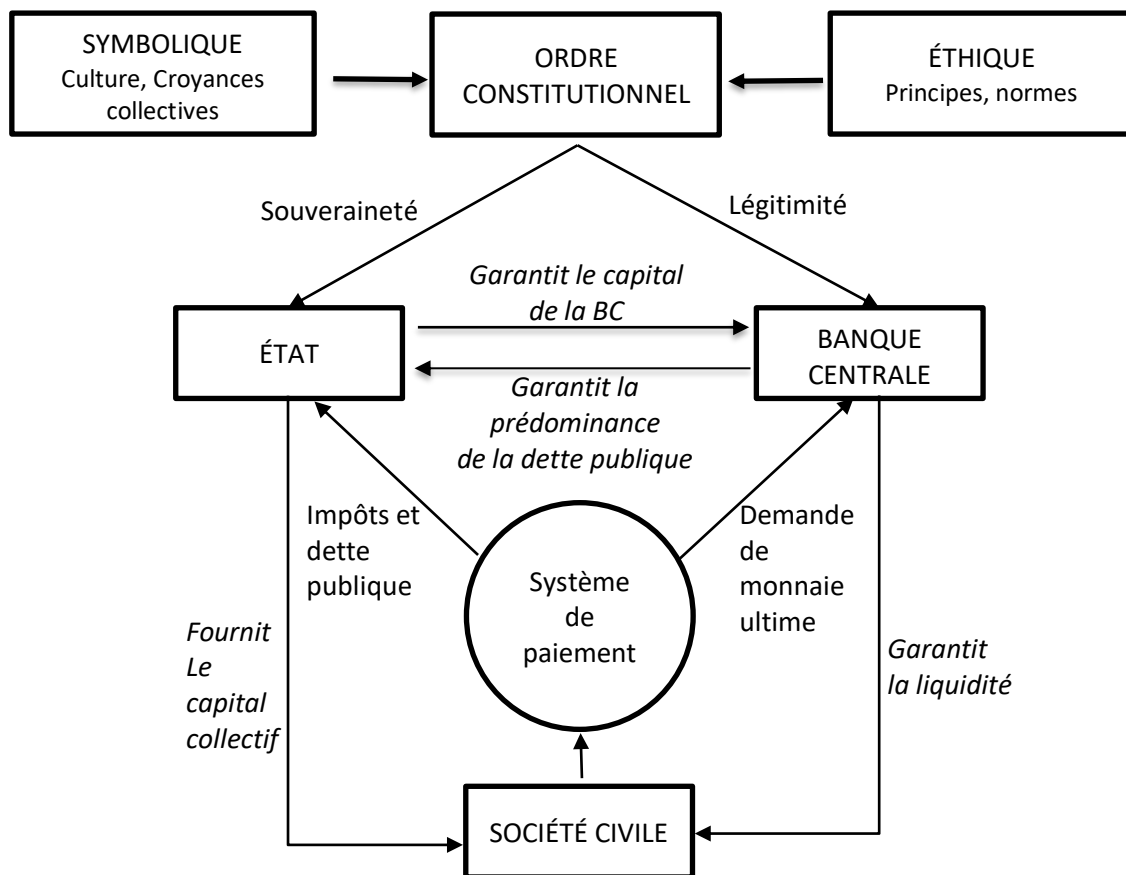 SYMBOLIQUE
Culture, Croyances
collectives
ORDRE
CONSTITUTIONNEL
ÉTHIQUE
Principes, normes
Souveraineté
Légitimité
Garantit le capital
de la BC
ÉTAT
BANQUE
CENTRALE
Garantit la
prédominance
de la dette publique
Impôts et
dette
publique
Demande
de
monnaie
ultime
Système
de
paiement
Fournit
Le
capital
collectif
Garantit
la liquidité
SOCIÉTÉ CIVILE